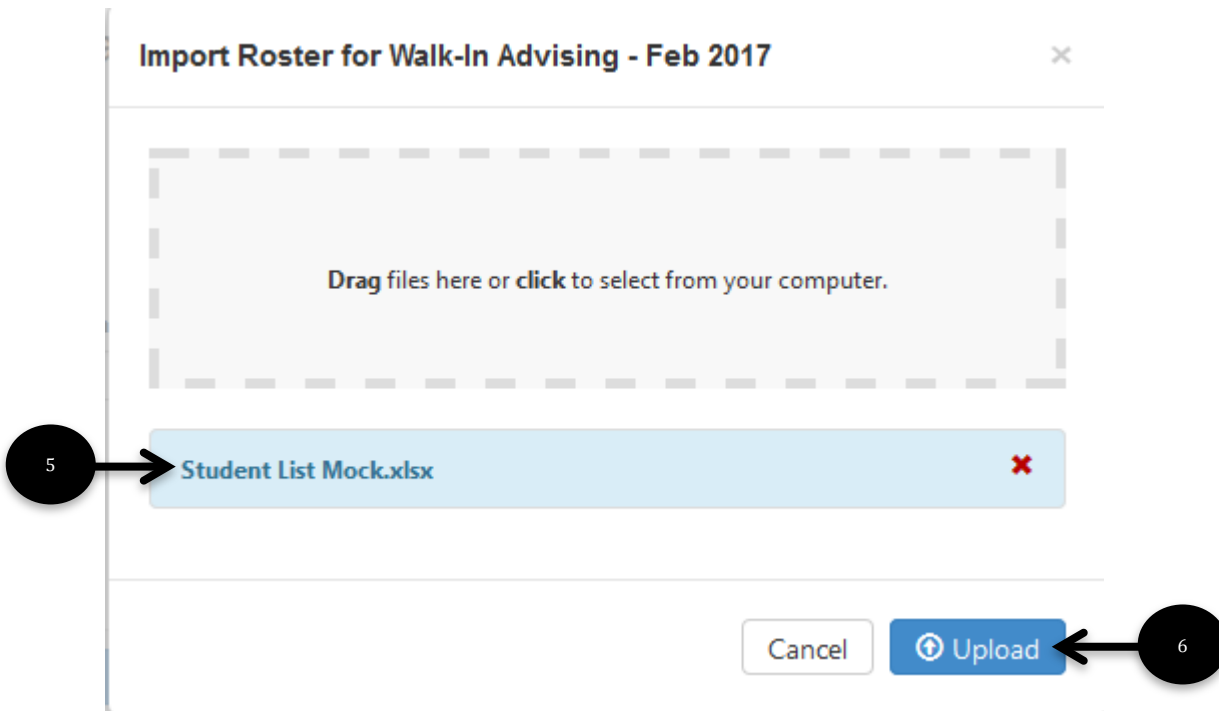 Import Roster for Walk-In Advising - Feb 2017 ×
Drag files here or click to select from your computer.
5
Student List Mock.xlsx ✖
Cancel
Upload
6